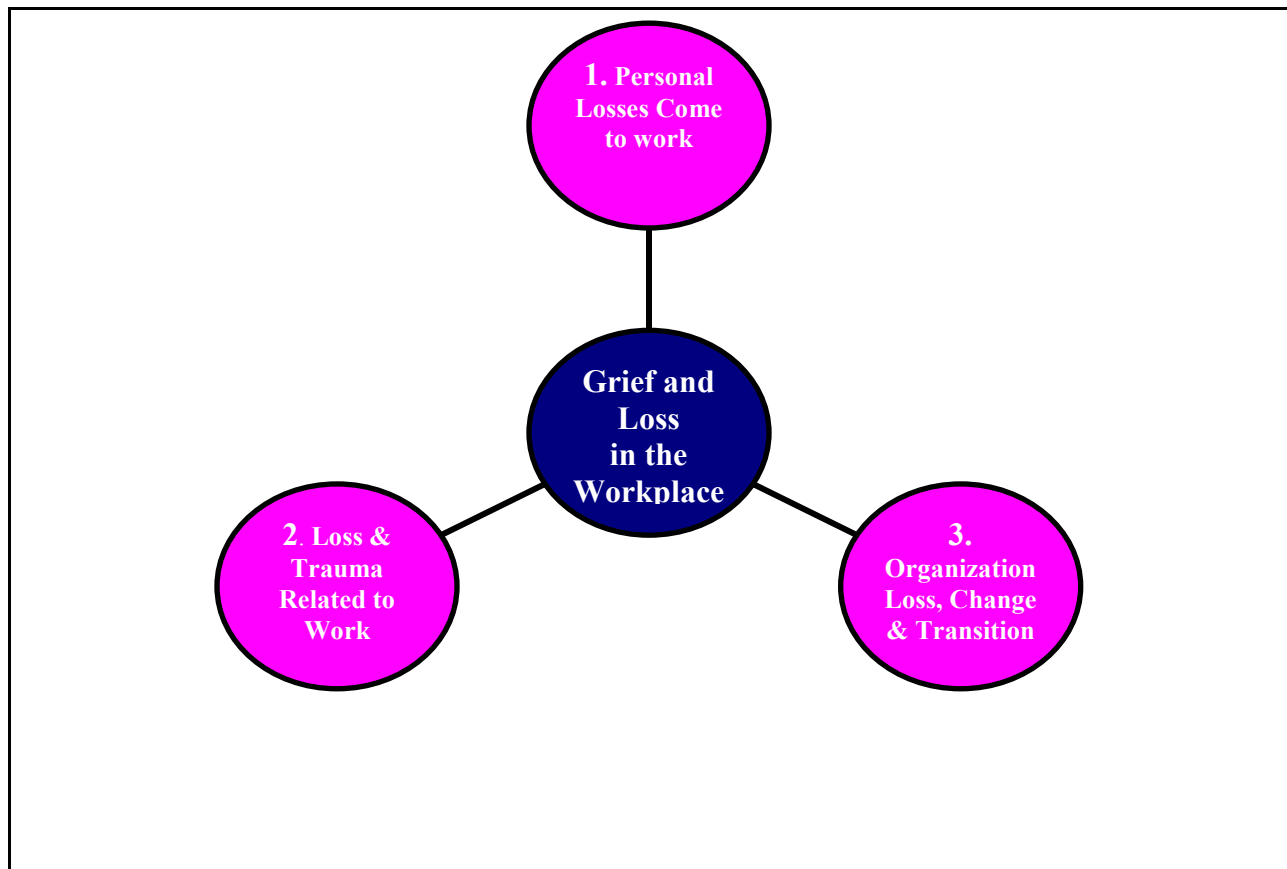 1. Personal
Losses Come
to work
Grief and
Loss
in the
Workplace
2. Loss &
Trauma
Related to
Work
3.
Organization
Loss, Change
& Transition